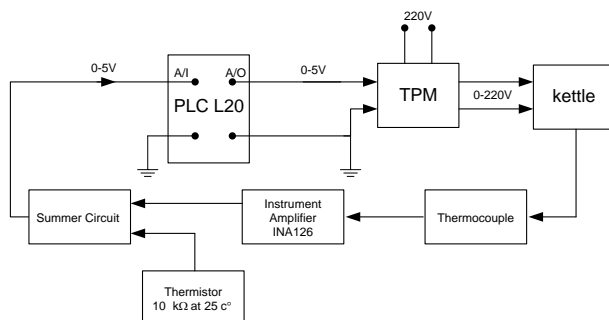 220V
0-5V
A/I A/O
0-5V
PLC L20
TPM
0-220V
kettle
Summer Circuit
Instrument
Amplifier
INA126
Thermocouple
Thermistor
10 kΩ at 25 c°